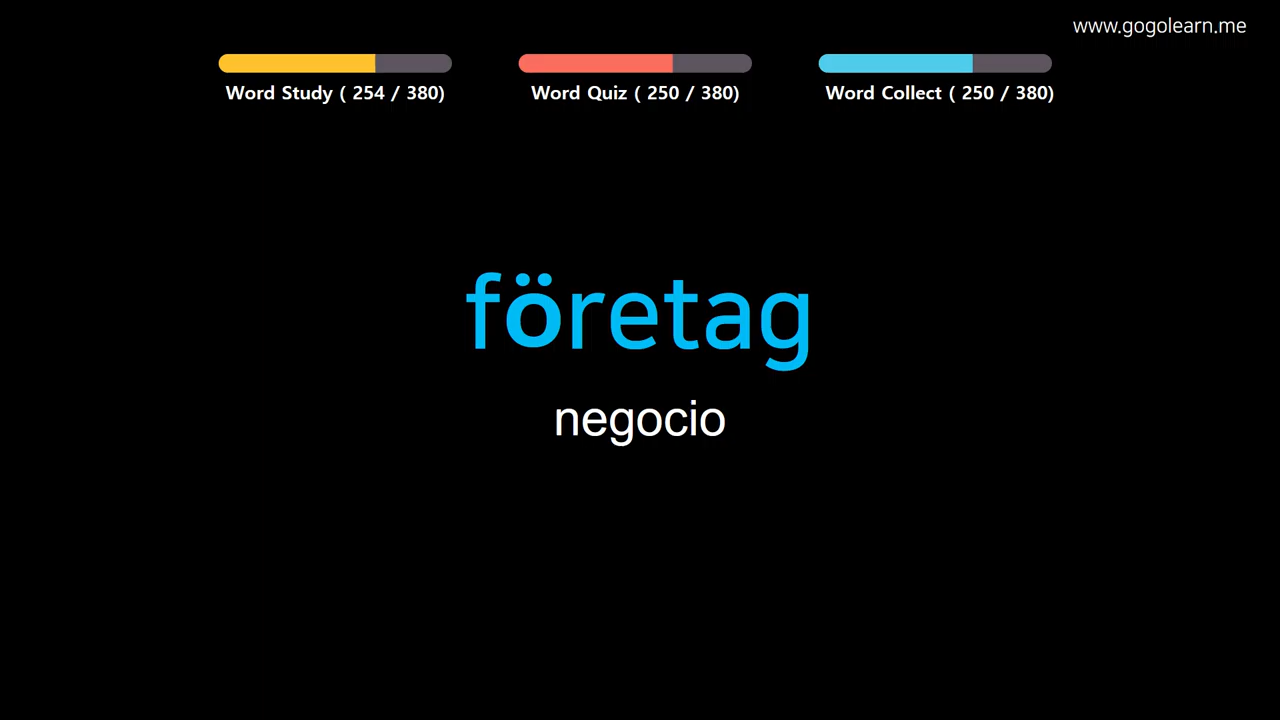 www.gogolearn.me
Word Study ( 254 / 380)
Word Quiz ( 250 / 380)
Word Collect ( 250 / 380)
företag
negocio